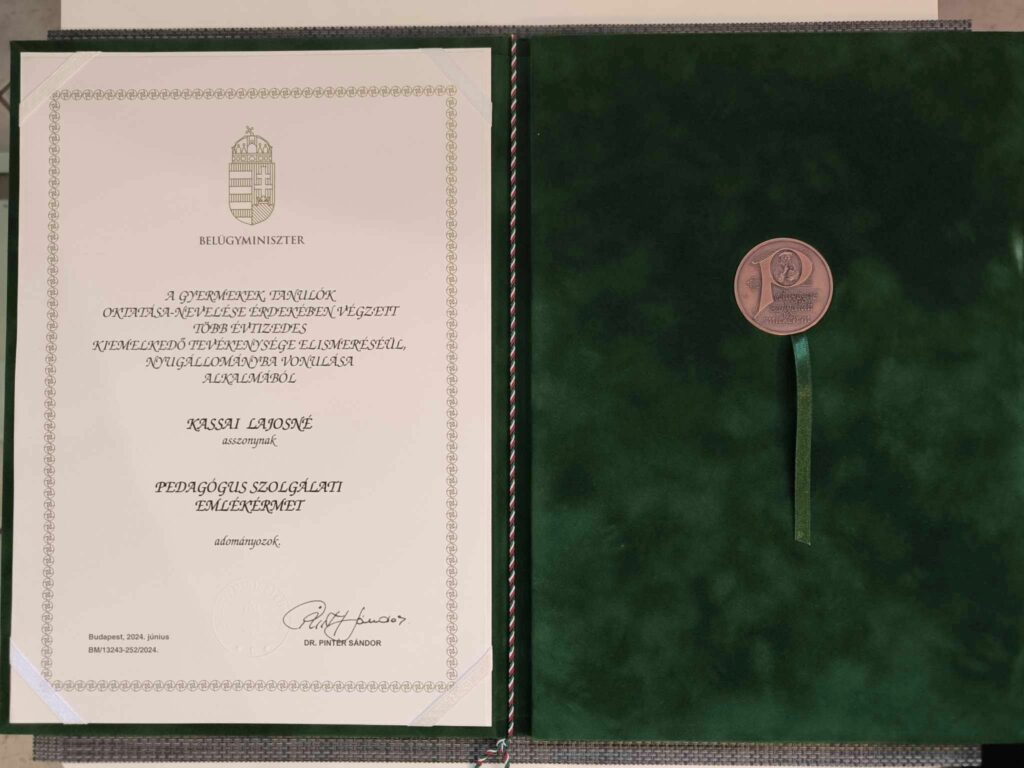 BELÜGYMINISZTER
A GYERMEKEK, TANULÓK
OKTATÁSA-NEVELÉSE ÉRDEKÉBEN VÉGZETT
TÖBB ÉVTIZEDES
KIEMELKEDŐ TEVÉKENYSÉGE ELISMERÉSÉÜL,
NYUGÁLLOMÁNYBA VONULÁSA
ALKALMÁBÓL
KASSAI LAJOSNÉ
asszonynak
PEDAGÓGUS SZOLGÁLATI
EMLÉKÉRMET
adományozok.
Budapest, 2024. június
BM/13243-252/2024.
DR. PINTÉR SÁNDOR
P